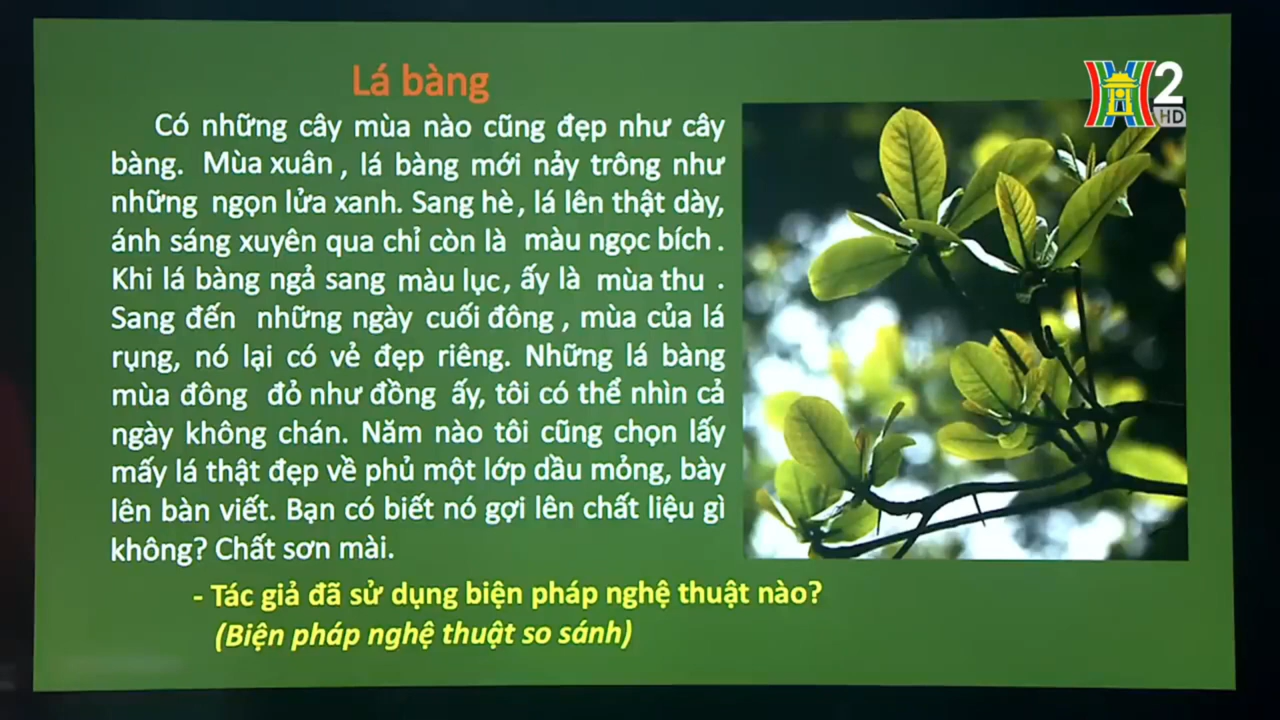 Lá bàng
Có những cây mùa nào cũng đẹp như cây
bàng. Mùa xuân, lá bàng mới nảy trông như
những ngọn lửa xanh. Sang hè, lá lên thật dày,
ánh sáng xuyên qua chỉ còn là màu ngọc bích.
Khi lá bàng ngả sang màu lục, ấy là mùa thu.
Sang đến những ngày cuối đông, mùa của lá
rụng, nó lại có vẻ đẹp riêng. Những lá bàng
mùa đông đỏ như đồng ấy, tôi có thể nhìn cả
ngày không chán. Năm nào tôi cũng chọn lấy
mấy lá thật đẹp về phủ một lớp dầu mỏng, bày
lên bàn viết. Bạn có biết nó gợi lên chất liệu gì
không? Chất sơn mài.
- Tác giả đã sử dụng biện pháp nghệ thuật nào?
(Biện pháp nghệ thuật so sánh)
H2
HD